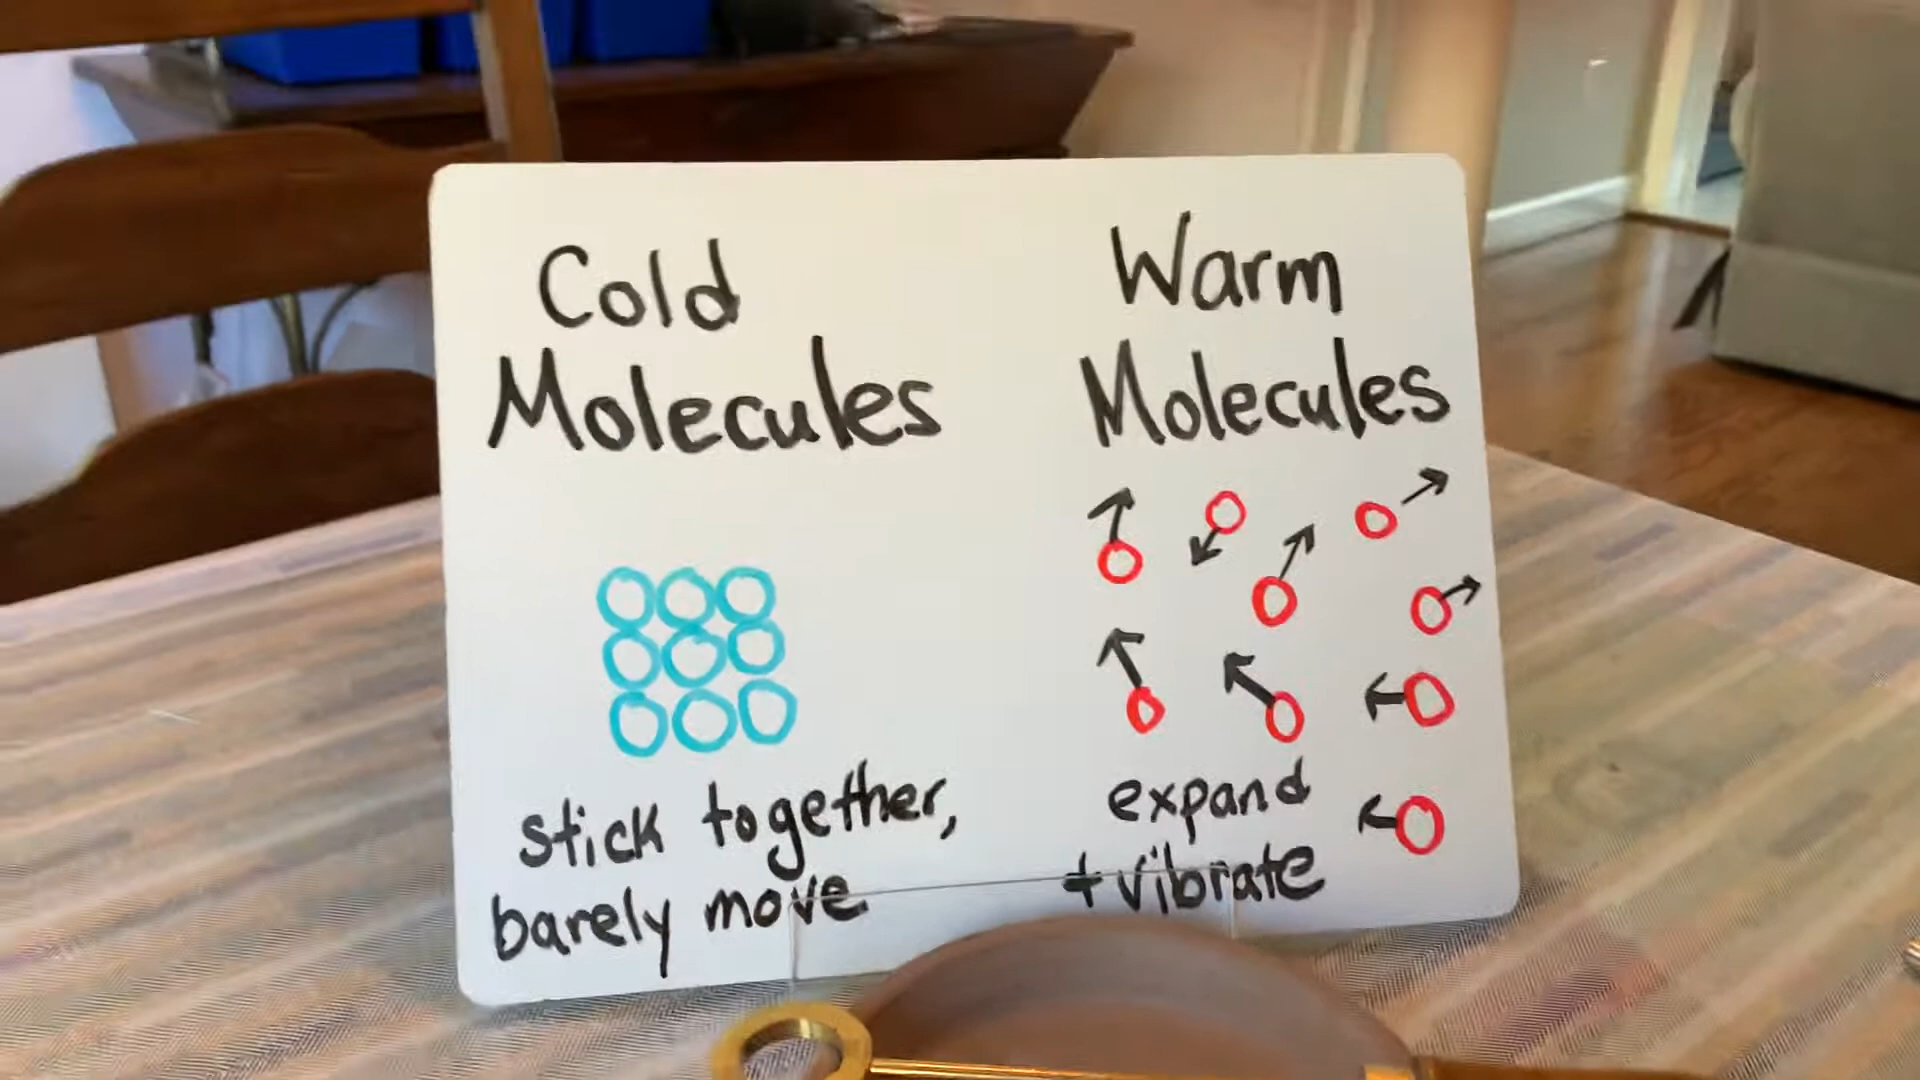 Cold
Molecules
stick together,
barely move
Warm
Molecules
expand
+ vibrate